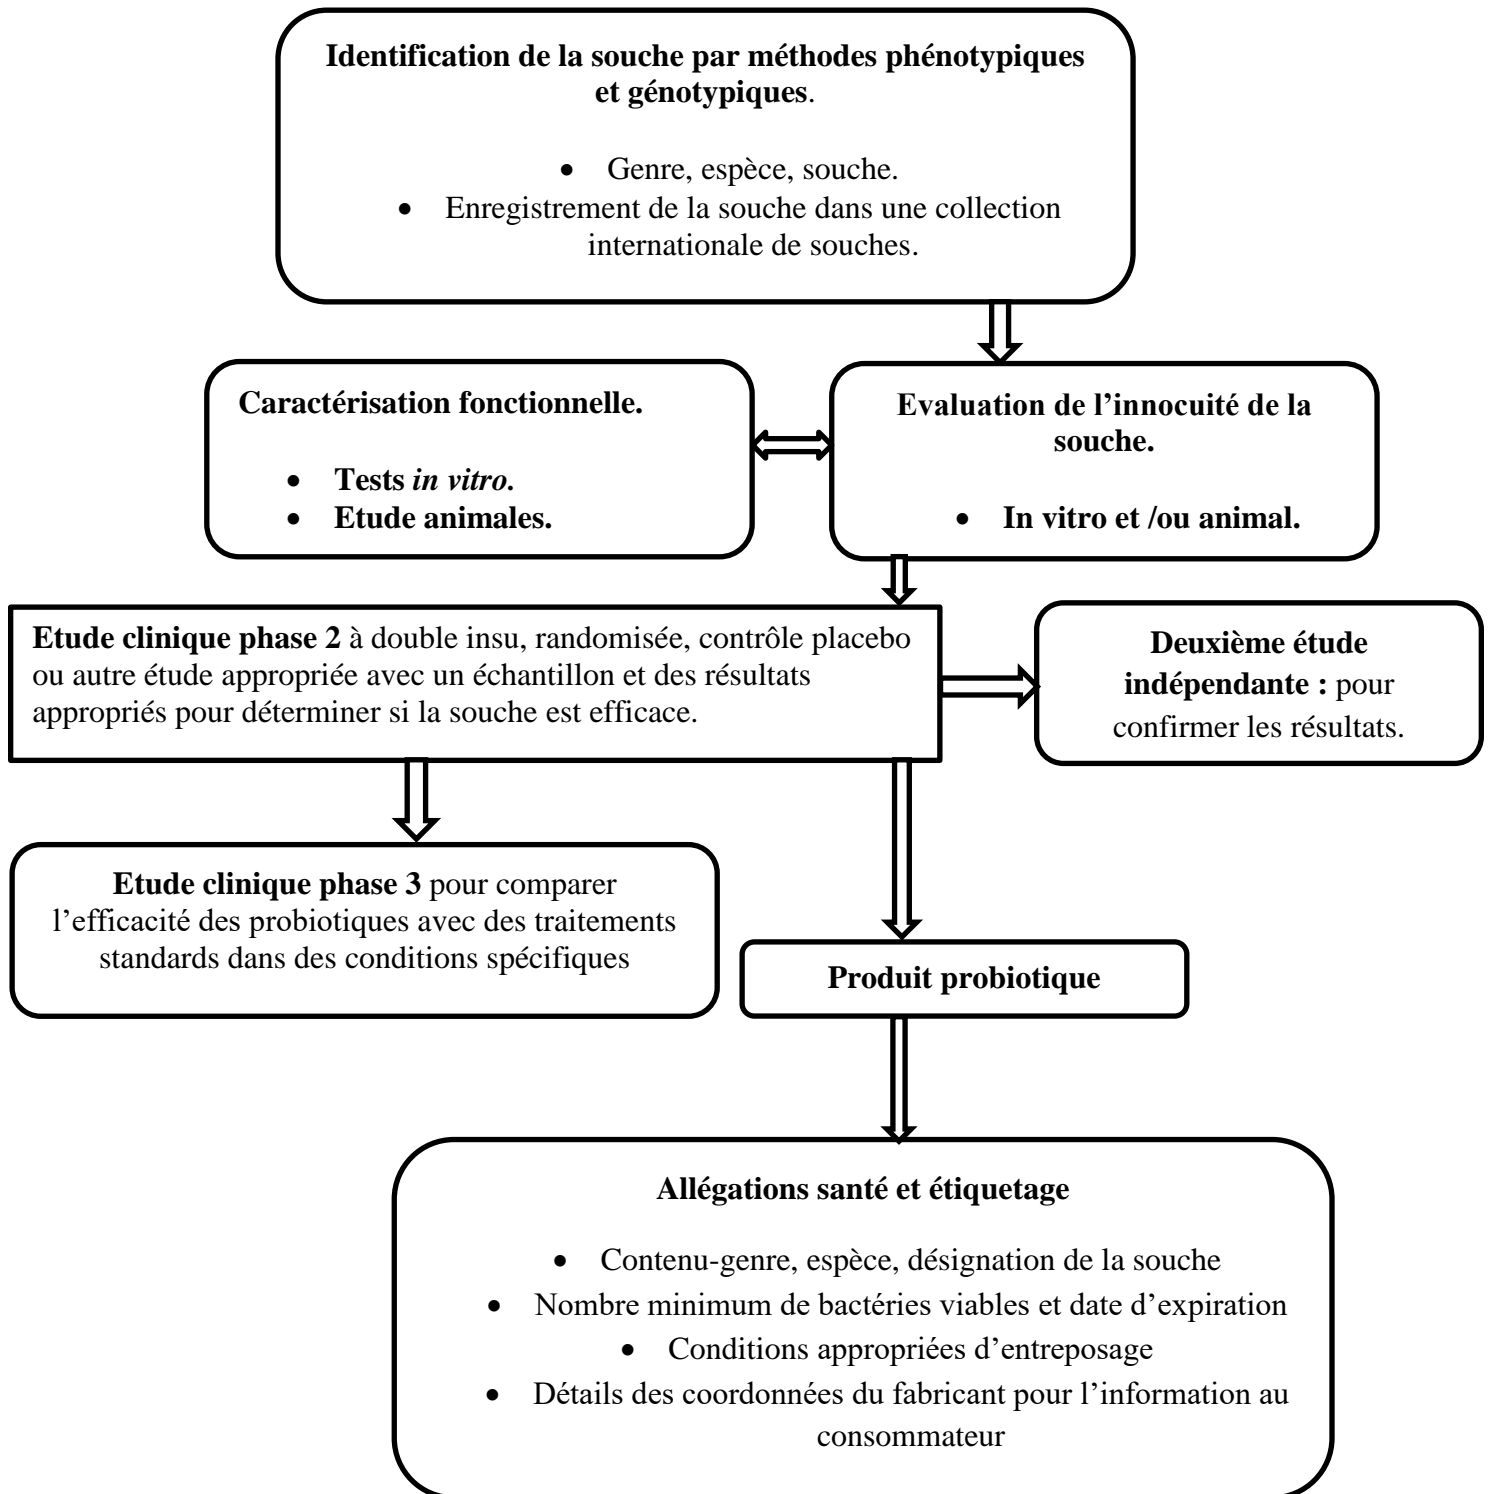 Identification de la souche par méthodes phénotypiques
et génotypiques.
• Genre, espèce, souche.
• Enregistrement de la souche dans une collection
internationale de souches.
Caractérisation fonctionnelle.
• Tests in vitro.
• Etude animales.
Evaluation de l’innocuité de la
souche.
• In vitro et /ou animal.
Etude clinique phase 2 à double insu, randomisée, contrôle placebo
ou autre étude appropriée avec un échantillon et des résultats
appropriés pour déterminer si la souche est efficace.
Deuxième étude
indépendante : pour
confirmer les résultats.
Etude clinique phase 3 pour comparer
l’efficacité des probiotiques avec des traitements
standards dans des conditions spécifiques
Produit probiotique
Allégations santé et étiquetage
• Contenu-genre, espèce, désignation de la souche
• Nombre minimum de bactéries viables et date d’expiration
• Conditions appropriées d’entreposage
• Détails des coordonnées du fabricant pour l’information au
consommateur